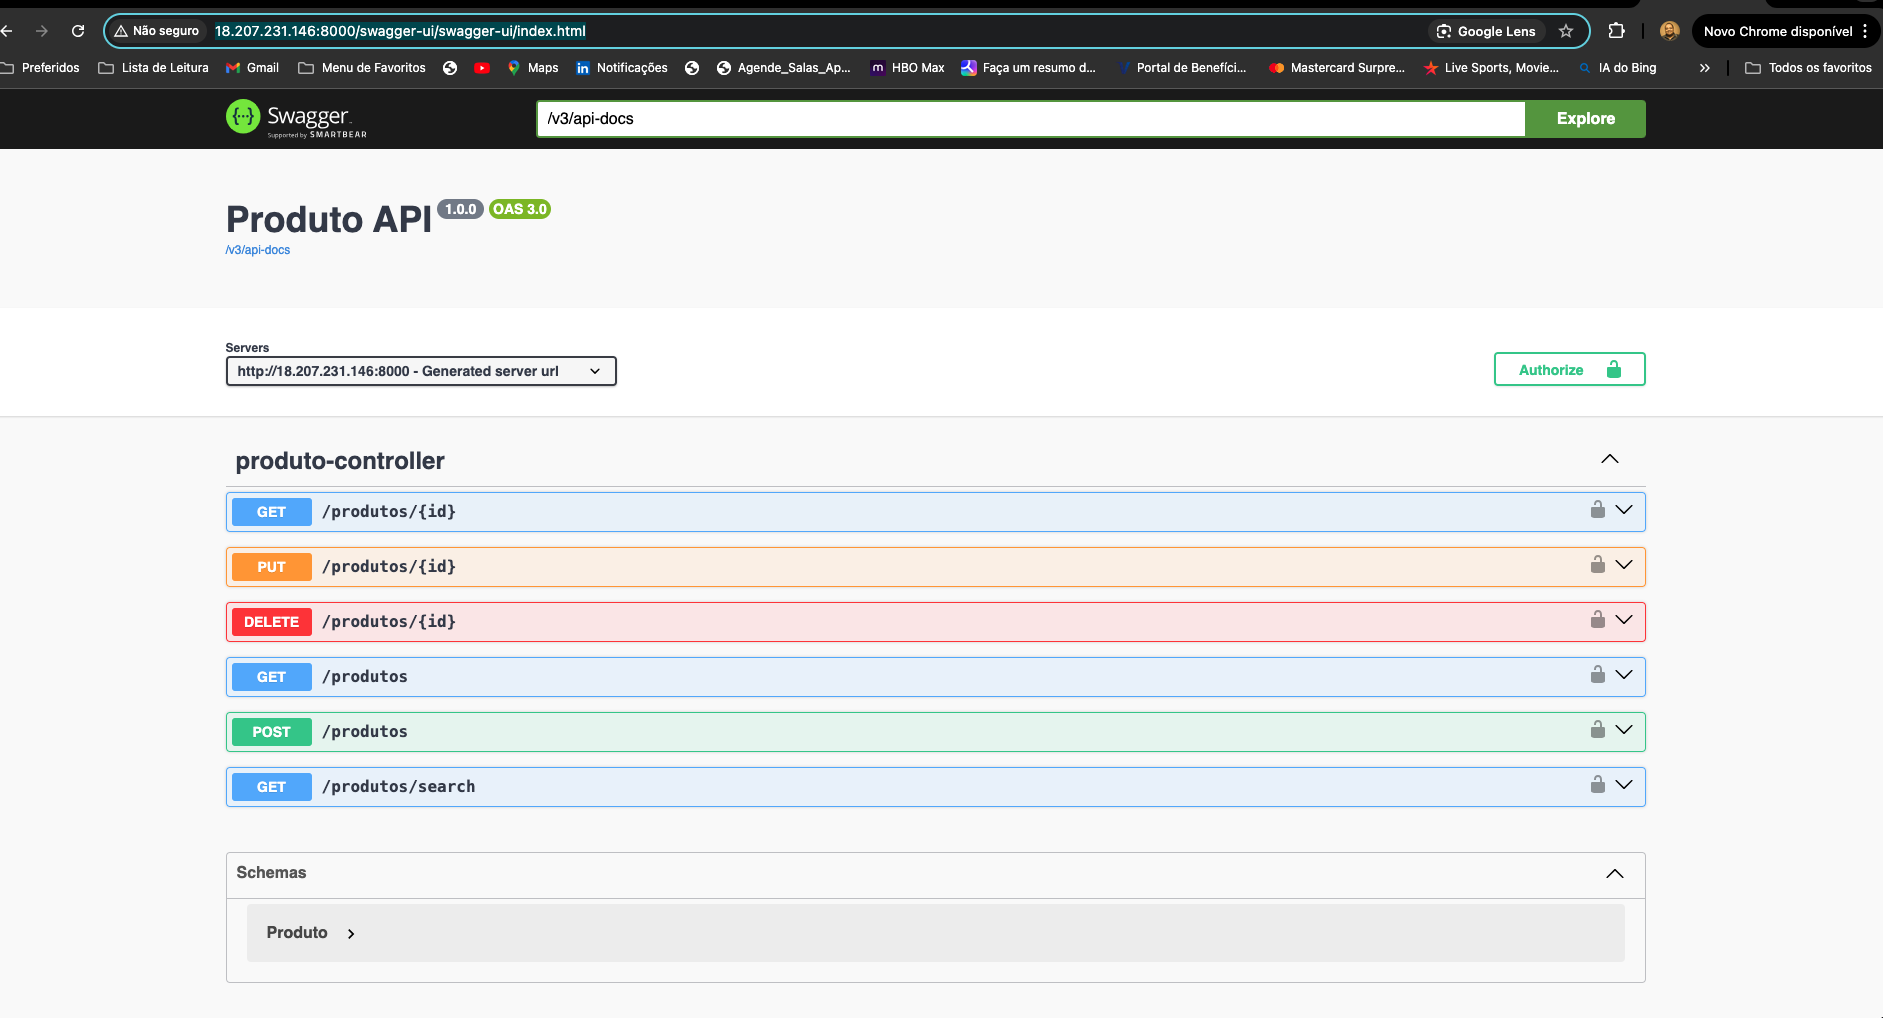 Não seguro
18.207.231.146:8000/swagger-ui/swagger-ui/index.html
Google Lens
Novo Chrome disponível
Preferidos
Lista de Leitura
Gmail
Menu de Favoritos
Maps
Notificações
Agende_Salas_Ap...
HBO Max
Faça um resumo d...
Portal de Benefíci...
Mastercard Surpre...
Live Sports, Movie...
IA do Bing
Todos os favoritos
Swagger.
Supported by SMARTBEAR
/v3/api-docs
Explore
Produto API 1.0.0 OAS 3.0
/v3/api-docs
Servers
http://18.207.231.146:8000 - Generated server url
Authorize
produto-controller
GET /produtos/{id}
PUT /produtos/{id}
DELETE /produtos/{id}
GET /produtos
POST /produtos
GET /produtos/search
Schemas
Produto